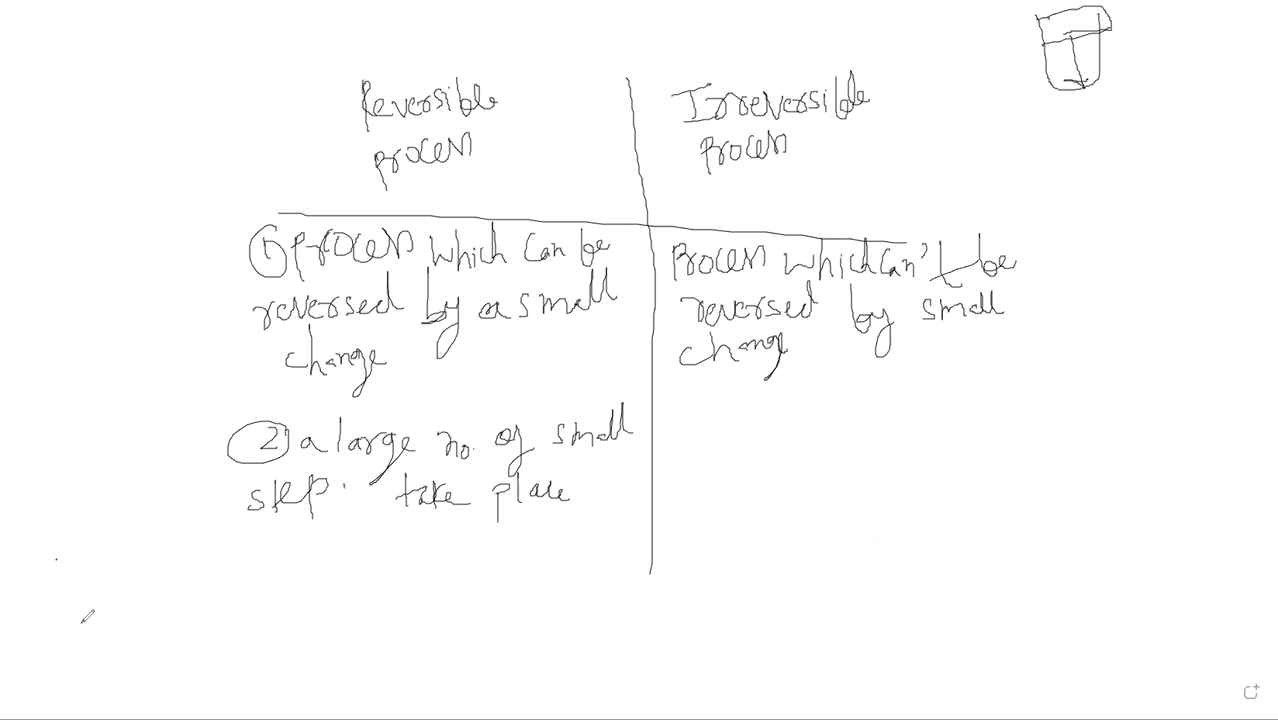 Reversible
process
Irreversible
Process
1) Process which can be
reversed by a small
change
Process which can't be
reversed by small
change
2) a large no. of small
step. take place